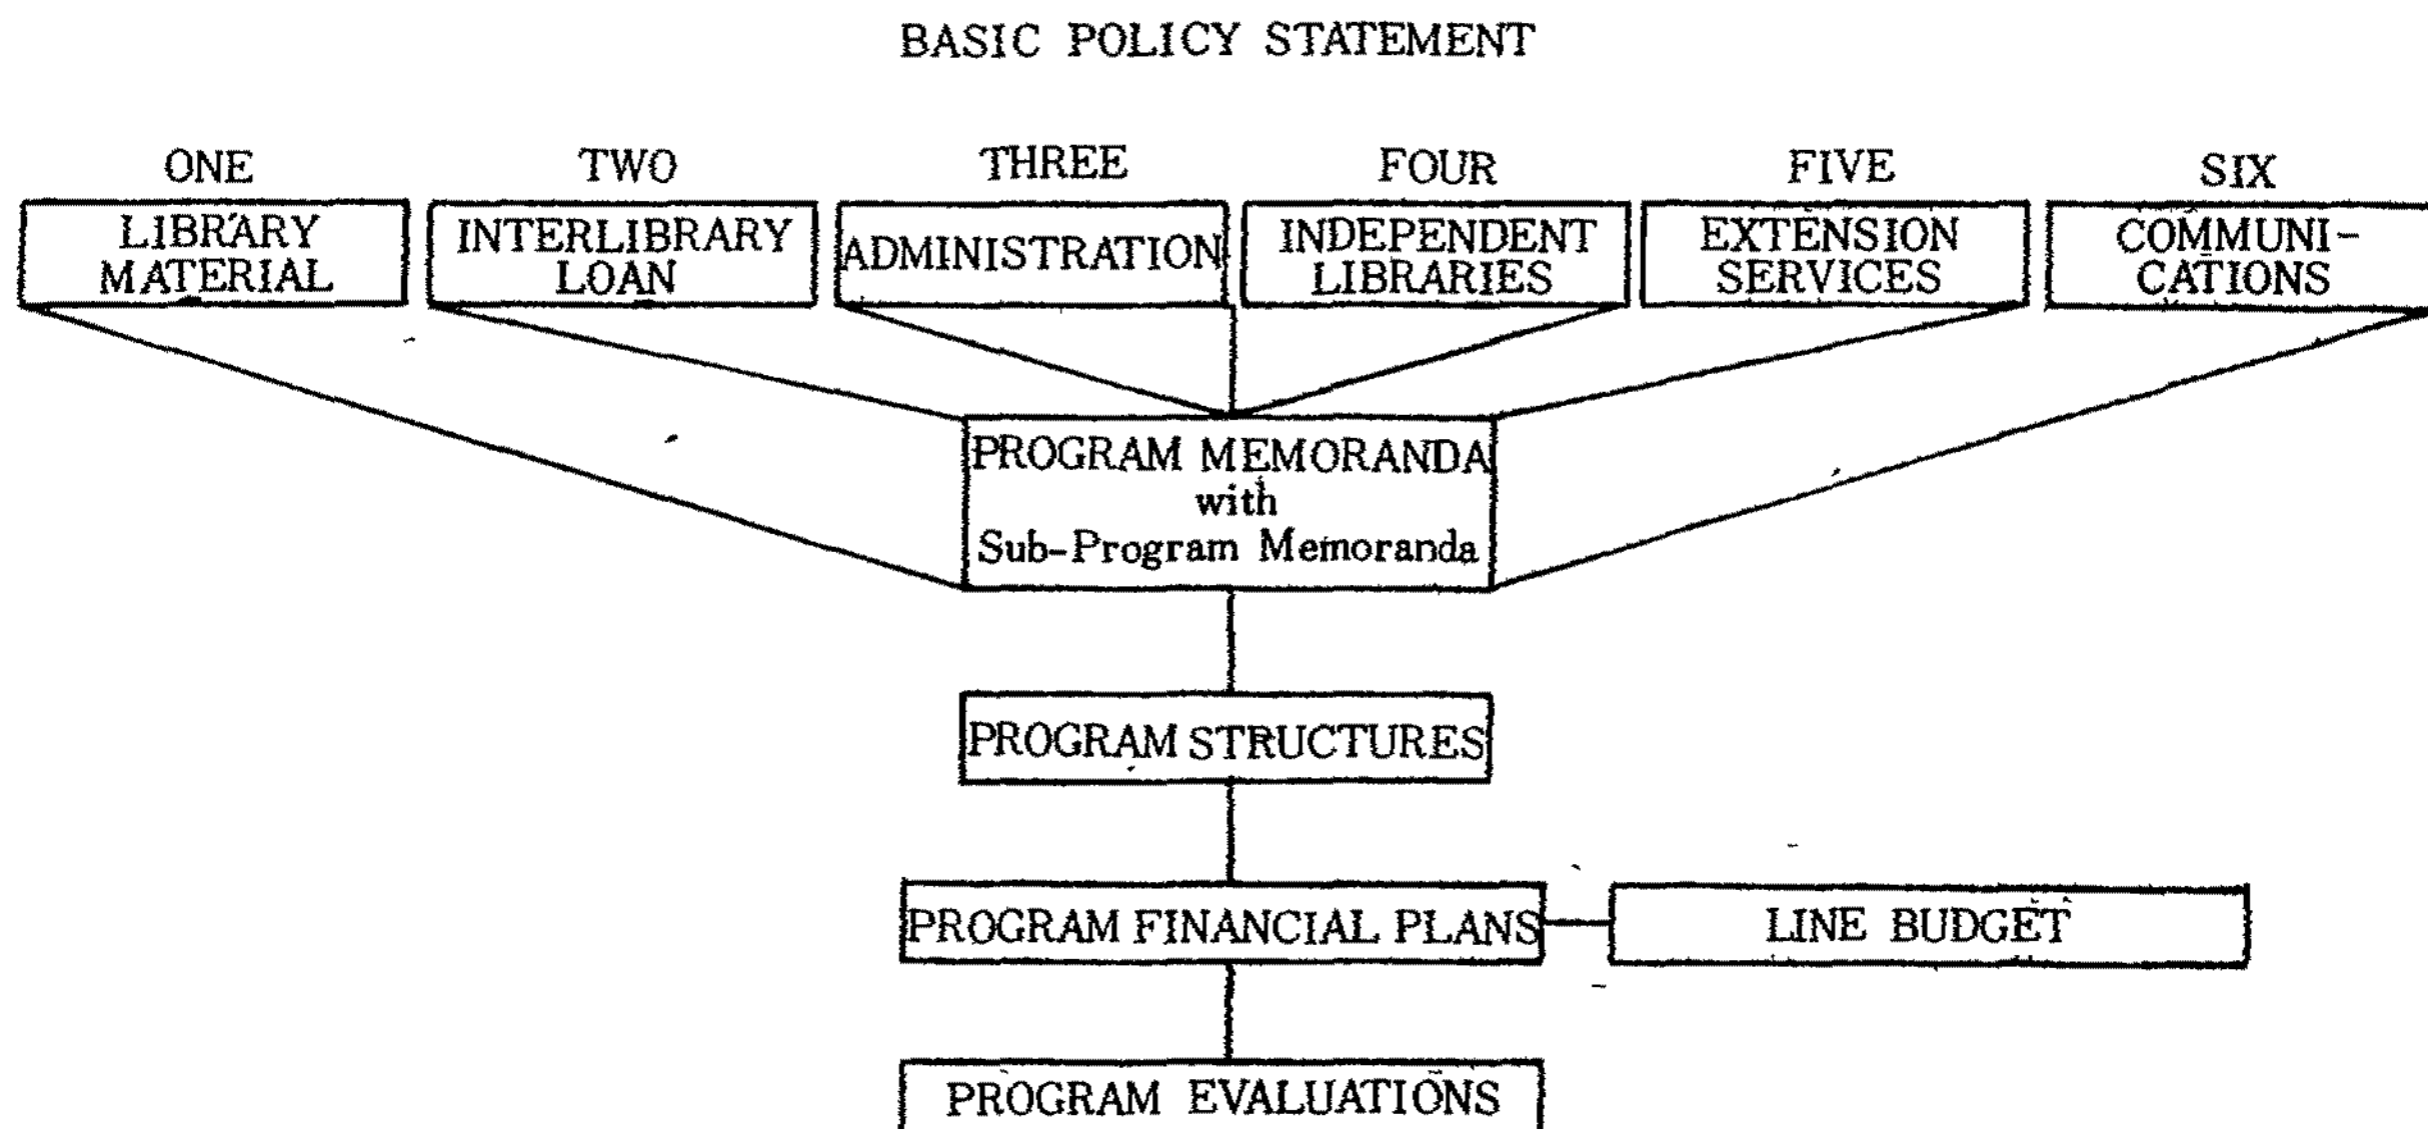 BASIC POLICY STATEMENT
ONE
TWO
THREE
FOUR
FIVE
SIX
LIBRARY
MATERIAL
INTERLIBRARY
LOAN
ADMINISTRATION
INDEPENDENT
LIBRARIES
EXTENSION
SERVICES
COMMUNI-
CATIONS
PROGRAM MEMORANDA
with
Sub-Program Memoranda
PROGRAM STRUCTURES
PROGRAM FINANCIAL PLANS
LINE BUDGET
PROGRAM EVALUATIONS